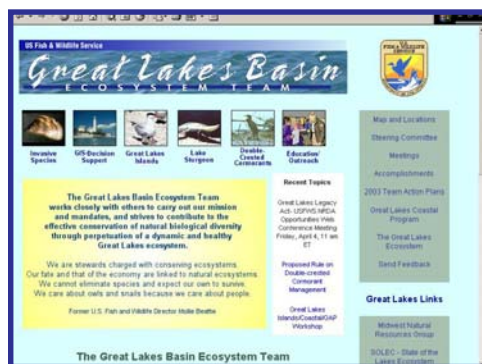 US Fish & Wildlife Service
Great Lakes Basin
ECOSYSTEM TEAM
U.S.
FISH & WILDLIFE
SERVICE
Invasive
Species
GIS-Decision
Support
Great Lakes
Islands
Lake
Sturgeon
Double-
Crested
Cormorants
Education/
Outreach
The Great Lakes Basin Ecosystem Team
works closely with others to carry out our mission
and mandates, and strives to contribute to the
effective conservation of natural biological diversity
through perpetuation of a dynamic and healthy
Great Lakes ecosystem.
We are stewards charged with conserving ecosystems.
Our fate and that of the economy are linked to natural ecosystems.
We cannot eliminate species and expect our own to survive.
We care about owls and snails because we care about people.
Former U.S. Fish and Wildlife Director Mollie Beattie
Recent Topics
Great Lakes Legacy
Act- USFWS NRDA
Opportunities Web
Conference Meeting
Friday, April 4, 11 am
ET
Proposed Rule on
Double-crested
Cormorant
Management
Great Lakes
Islands/Coastal/GAP
Workshop
Map and Locations
Steering Committee
Meetings
Accomplishments
2003 Team Action Plans
Great Lakes Coastal
Program
The Great Lakes
Ecosystem
Send Feedback
Great Lakes Links
Midwest Natural
Resources Group
SOLEC - State of the
Lakes Ecosystem
The Great Lakes Basin Ecosystem Team